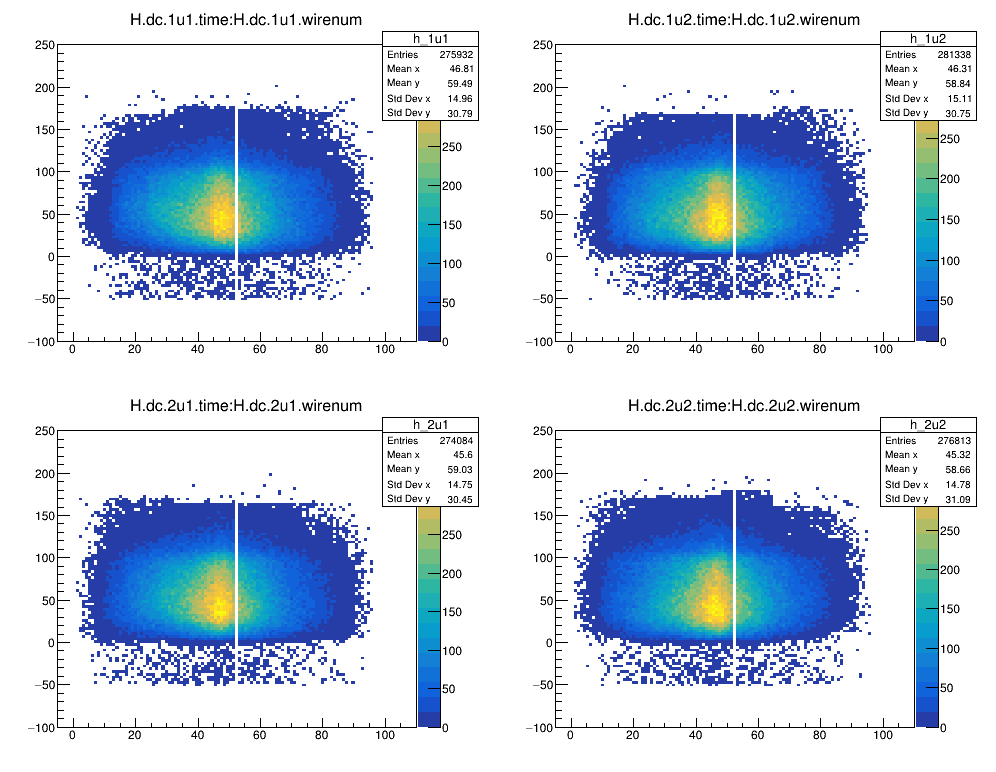 H.dc.1u1.time:H.dc.1u1.wirenum
h_1u1
Entries 275932
Mean x 46.81
Mean y 59.49
Std Dev x 14.96
Std Dev y 30.79
250
200
150
100
50
0
−50
−100
0 20 40 60 80 100
250
200
150
100
50
0
H.dc.1u2.time:H.dc.1u2.wirenum
h_1u2
Entries 281338
Mean x 46.31
Mean y 58.84
Std Dev x 15.11
Std Dev y 30.75
250
200
150
100
50
0
−50
−100
0 20 40 60 80 100
250
200
150
100
50
0
H.dc.2u1.time:H.dc.2u1.wirenum
h_2u1
Entries 274084
Mean x 45.6
Mean y 59.03
Std Dev x 14.75
Std Dev y 30.45
250
200
150
100
50
0
−50
−100
0 20 40 60 80 100
250
200
150
100
50
0
H.dc.2u2.time:H.dc.2u2.wirenum
h_2u2
Entries 276813
Mean x 45.32
Mean y 58.66
Std Dev x 14.78
Std Dev y 31.09
250
200
150
100
50
0
−50
−100
0 20 40 60 80 100
250
200
150
100
50
0